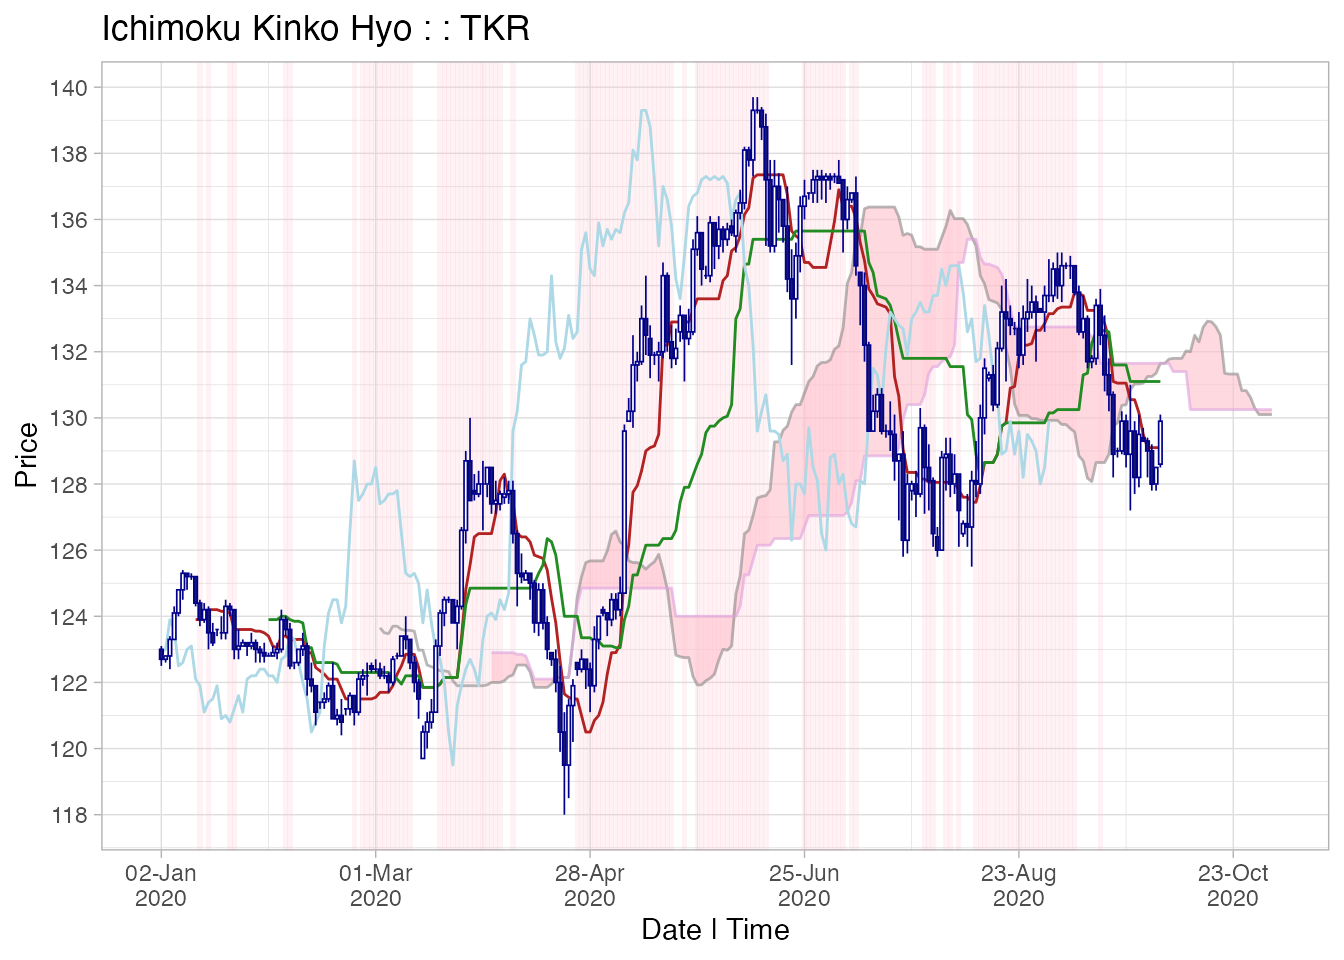 Ichimoku Kinko Hyo : : TKR
140
138
136
134
132
130
128
126
124
122
120
118
Price
02-Jan 01-Mar 28-Apr 25-Jun 23-Aug 23-Oct
2020 2020 2020 2020 2020 2020
Date | Time